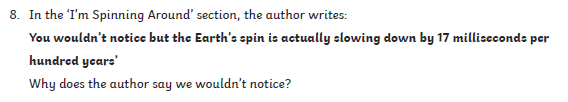 8. In the 'I'm Spinning Around' section, the author writes:
You wouldn't notice but the Earth's spin is actually slowing down by 17 milliseconds per
hundred years'
Why does the author say we wouldn't notice?